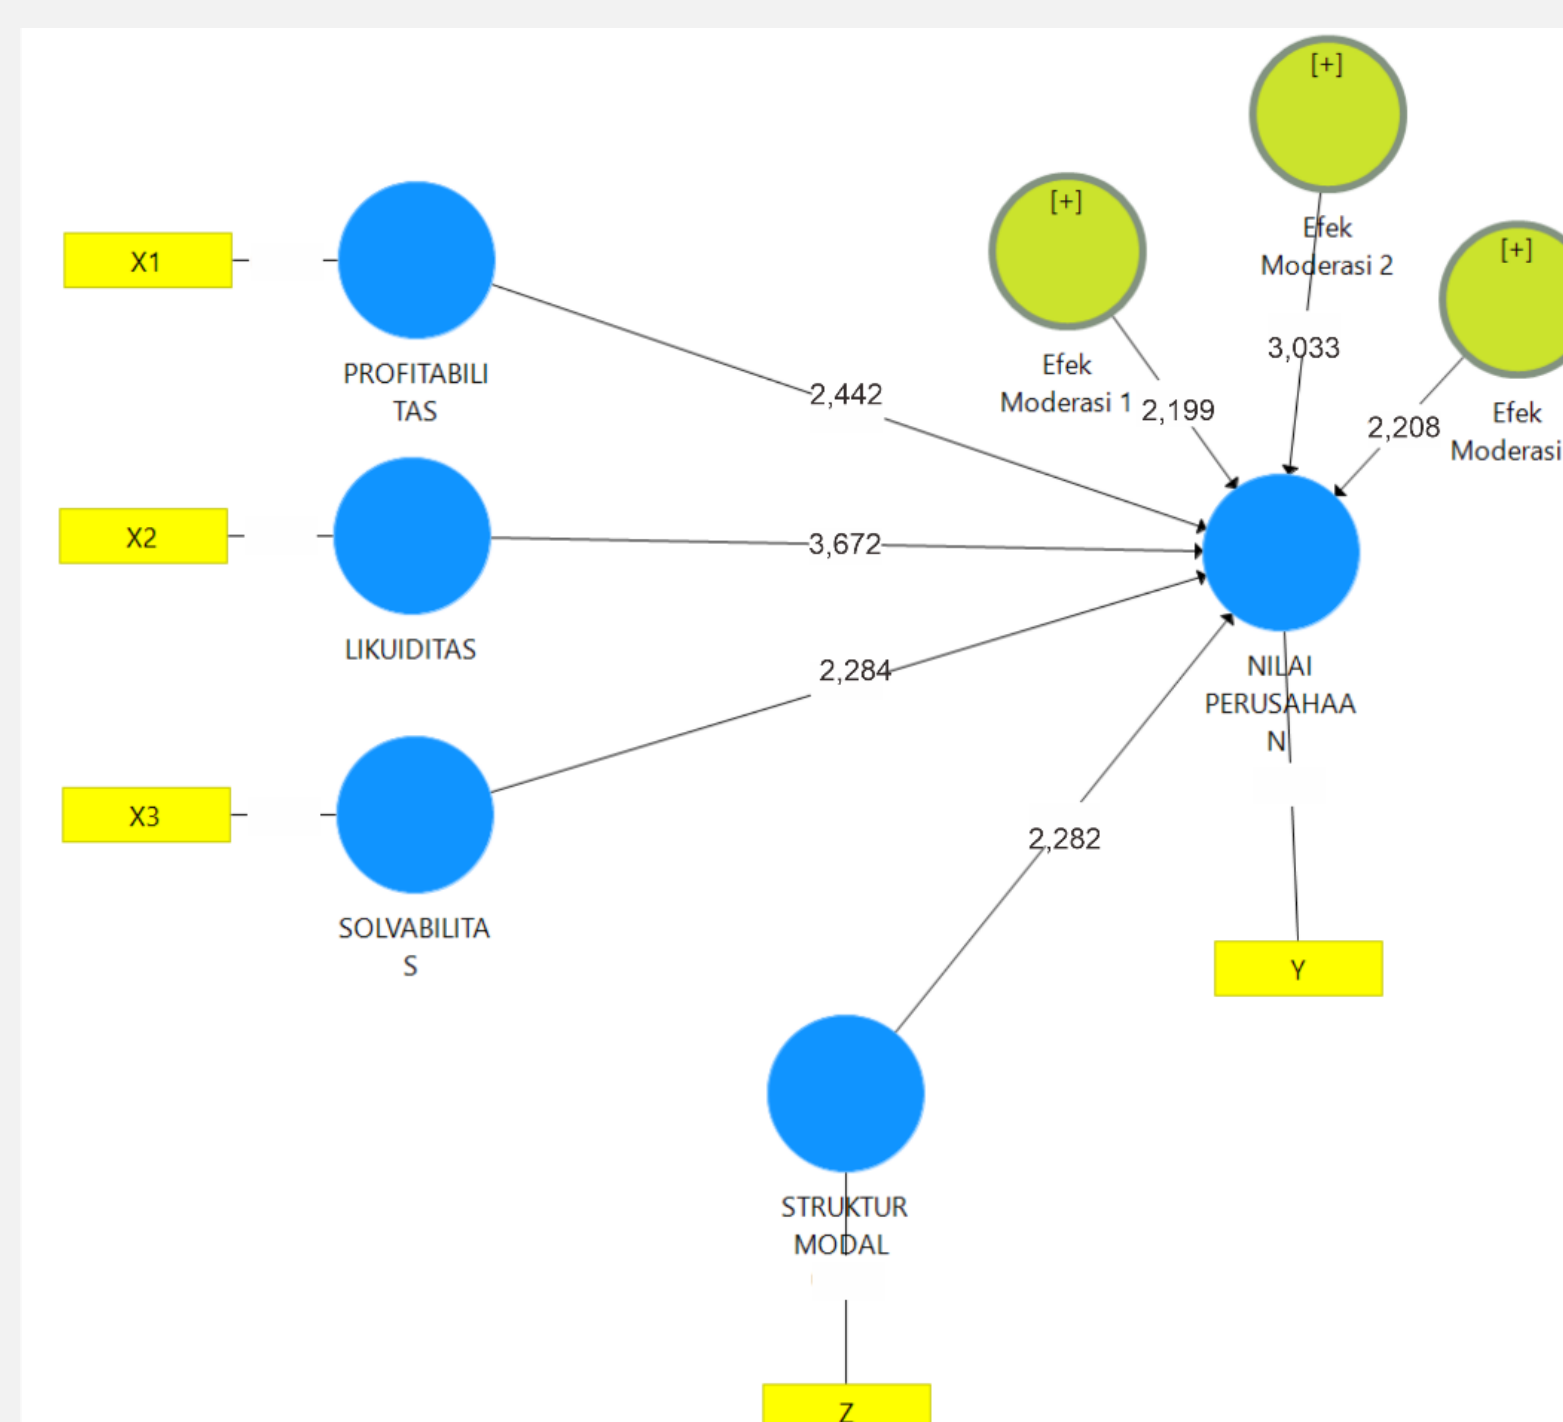 [+]
Efek
Moderasi 2
3,033
[+]
Efek
Moderasi 1
2,199
[+]
Efek
Moderasi
2,208
X1
PROFITABILI
TAS
2,442
X2
LIKUIDITAS
3,672
X3
SOLVABILITA
S
2,284
NILAI
PERUSAHAA
N
Y
2,282
STRUKTUR
MODAL
Z